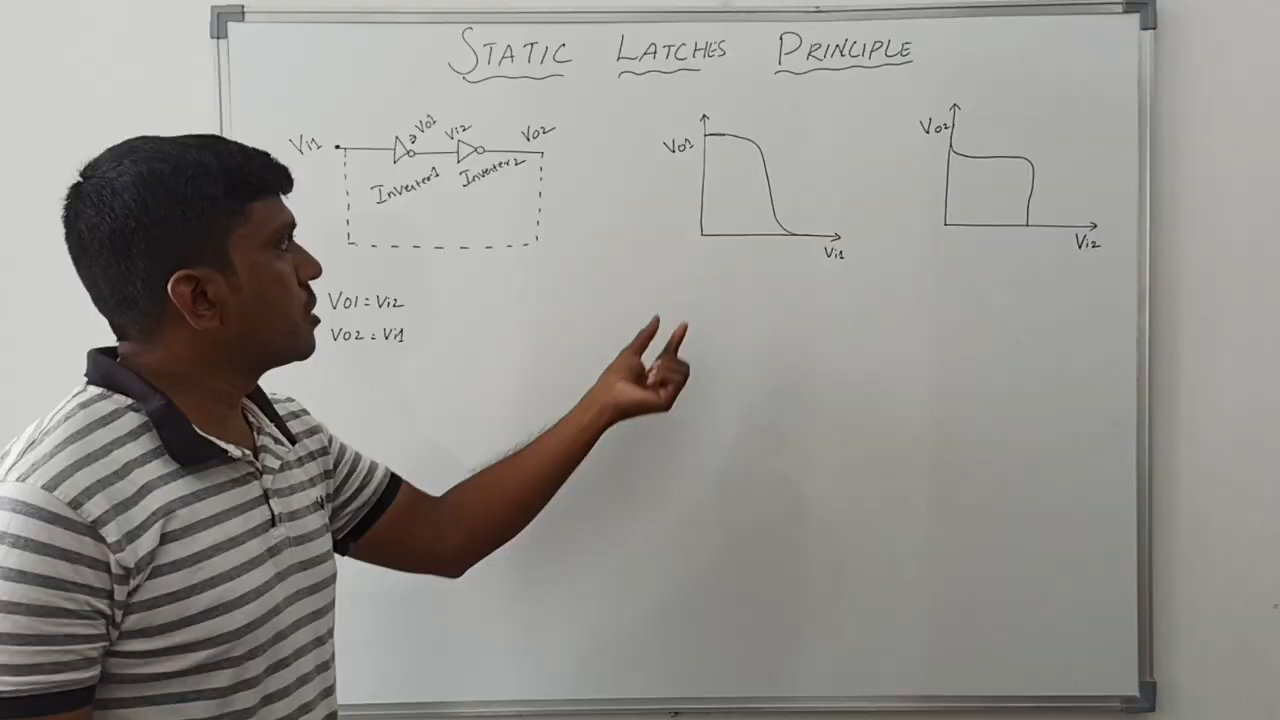 STATIC LATCHES PRINCIPLE
Vi1
Vo1
Vi2
Vo2
Inverter1
Inverter2
Vo1 = Vi2
Vo2 = Vi1
Vo1
Vi1
Vo2
Vi2